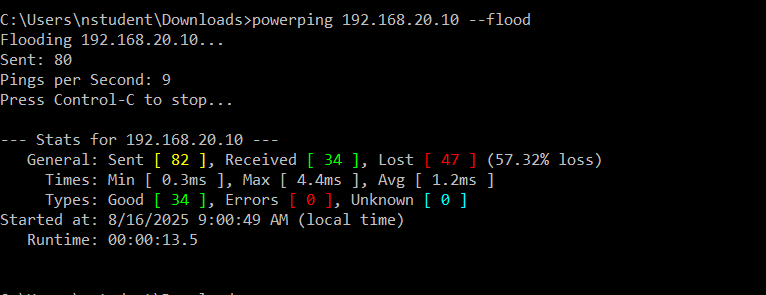 C:\Users\nstudent\Downloads>powerping 192.168.20.10 --flood
Flooding 192.168.20.10...
Sent: 80
Pings per Second: 9
Press Control-C to stop...
--- Stats for 192.168.20.10 ---
General: Sent [ 82 ], Received [ 34 ], Lost [ 47 ] (57.32% loss)
Times: Min [ 0.3ms ], Max [ 4.4ms ], Avg [ 1.2ms ]
Types: Good [ 34 ], Errors [ 0 ], Unknown [ 0 ]
Started at: 8/16/2025 9:00:49 AM (local time)
Runtime: 00:00:13.5